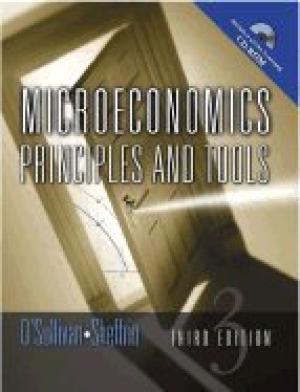 CD-ROM
MICROECONOMICS
PRINCIPLES AND TOOLS
O'Sullivan • Sheffrin
THIRD EDITION
3